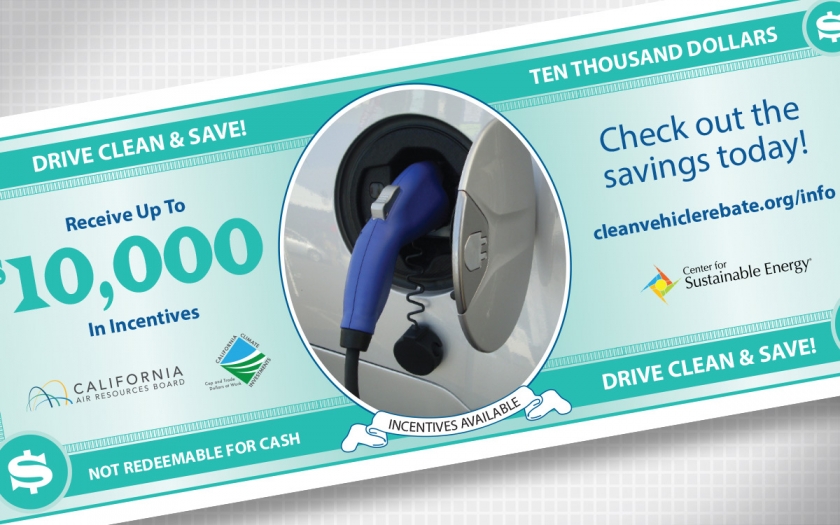 DRIVE CLEAN & SAVE!
TEN THOUSAND DOLLARS
$
Receive Up To
$10,000
In Incentives
CALIFORNIA
AIR RESOURCES BOARD
CALIFORNIA
CLIMATE
INVESTMENTS
Cap and Trade
Dollars at Work
Check out the
savings today!
cleanvehiclerebate.org/info
Center for
Sustainable Energy®
INCENTIVES AVAILABLE
DRIVE CLEAN & SAVE!
$
NOT REDEEMABLE FOR CASH